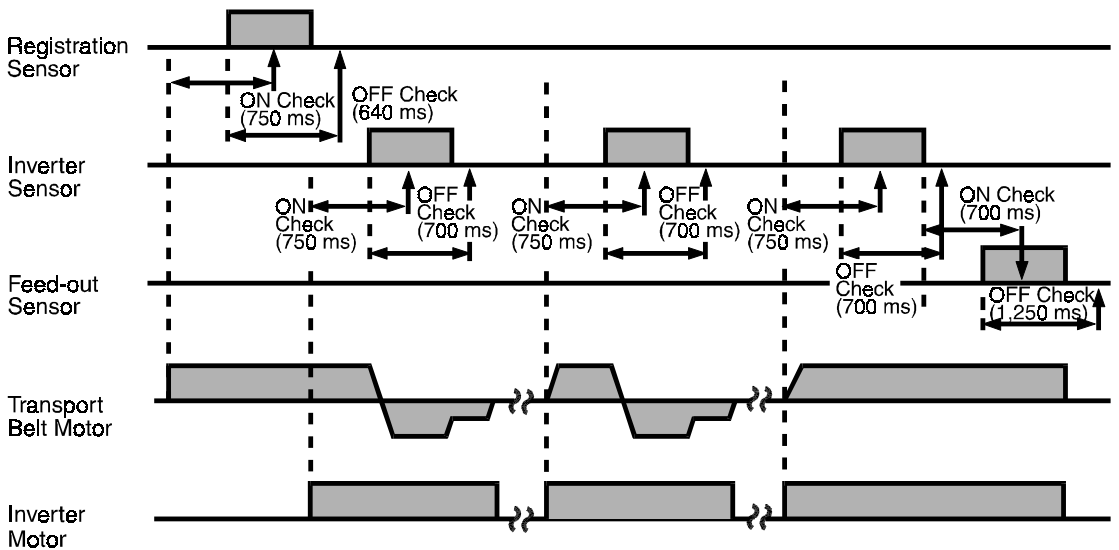 Registration
Sensor
ON Check
(750 ms)
OFF Check
(640 ms)
Inverter
Sensor
ON
Check
(750 ms)
OFF
Check
(700 ms)
ON
Check
(750 ms)
OFF
Check
(700 ms)
ON
Check
(750 ms)
OFF
Check
(700 ms)
ON Check
(700 ms)
Feed-out
Sensor
OFF Check
(1,250 ms)
Transport
Belt Motor
Inverter
Motor